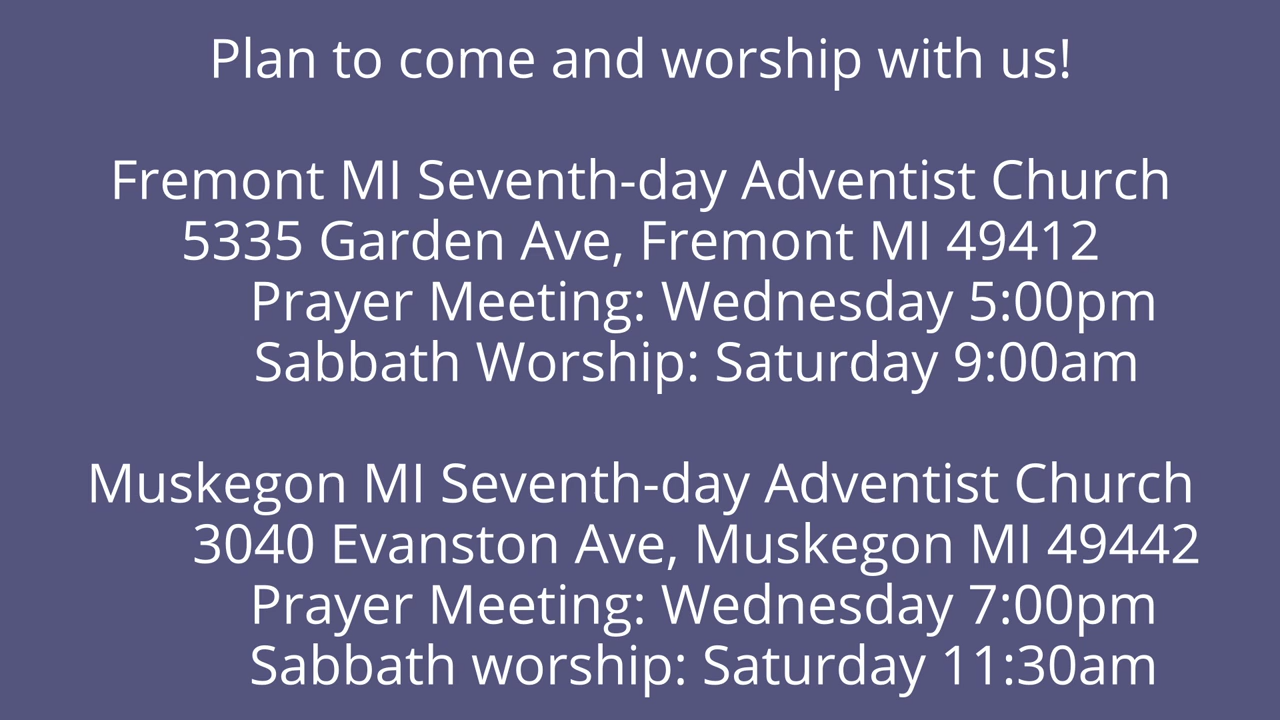 Plan to come and worship with us!
Fremont MI Seventh-day Adventist Church
5335 Garden Ave, Fremont MI 49412
Prayer Meeting: Wednesday 5:00pm
Sabbath Worship: Saturday 9:00am
Muskegon MI Seventh-day Adventist Church
3040 Evanston Ave, Muskegon MI 49442
Prayer Meeting: Wednesday 7:00pm
Sabbath worship: Saturday 11:30am